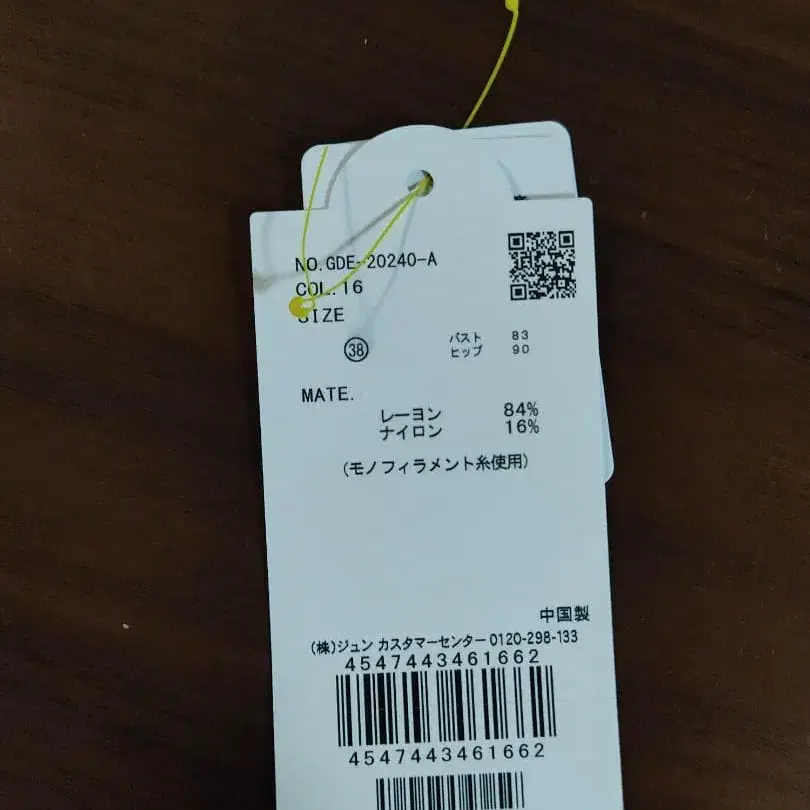 NO.GDE-20240-A
COL.16
SIZE
㊳
バスト 83
ヒップ 90
MATE.
レーヨン 84%
ナイロン 16%
(モノフィラメント糸使用)
中国製
(株)ジュン カスタマーセンター 0120-298-133
4547443461662
4547443461662